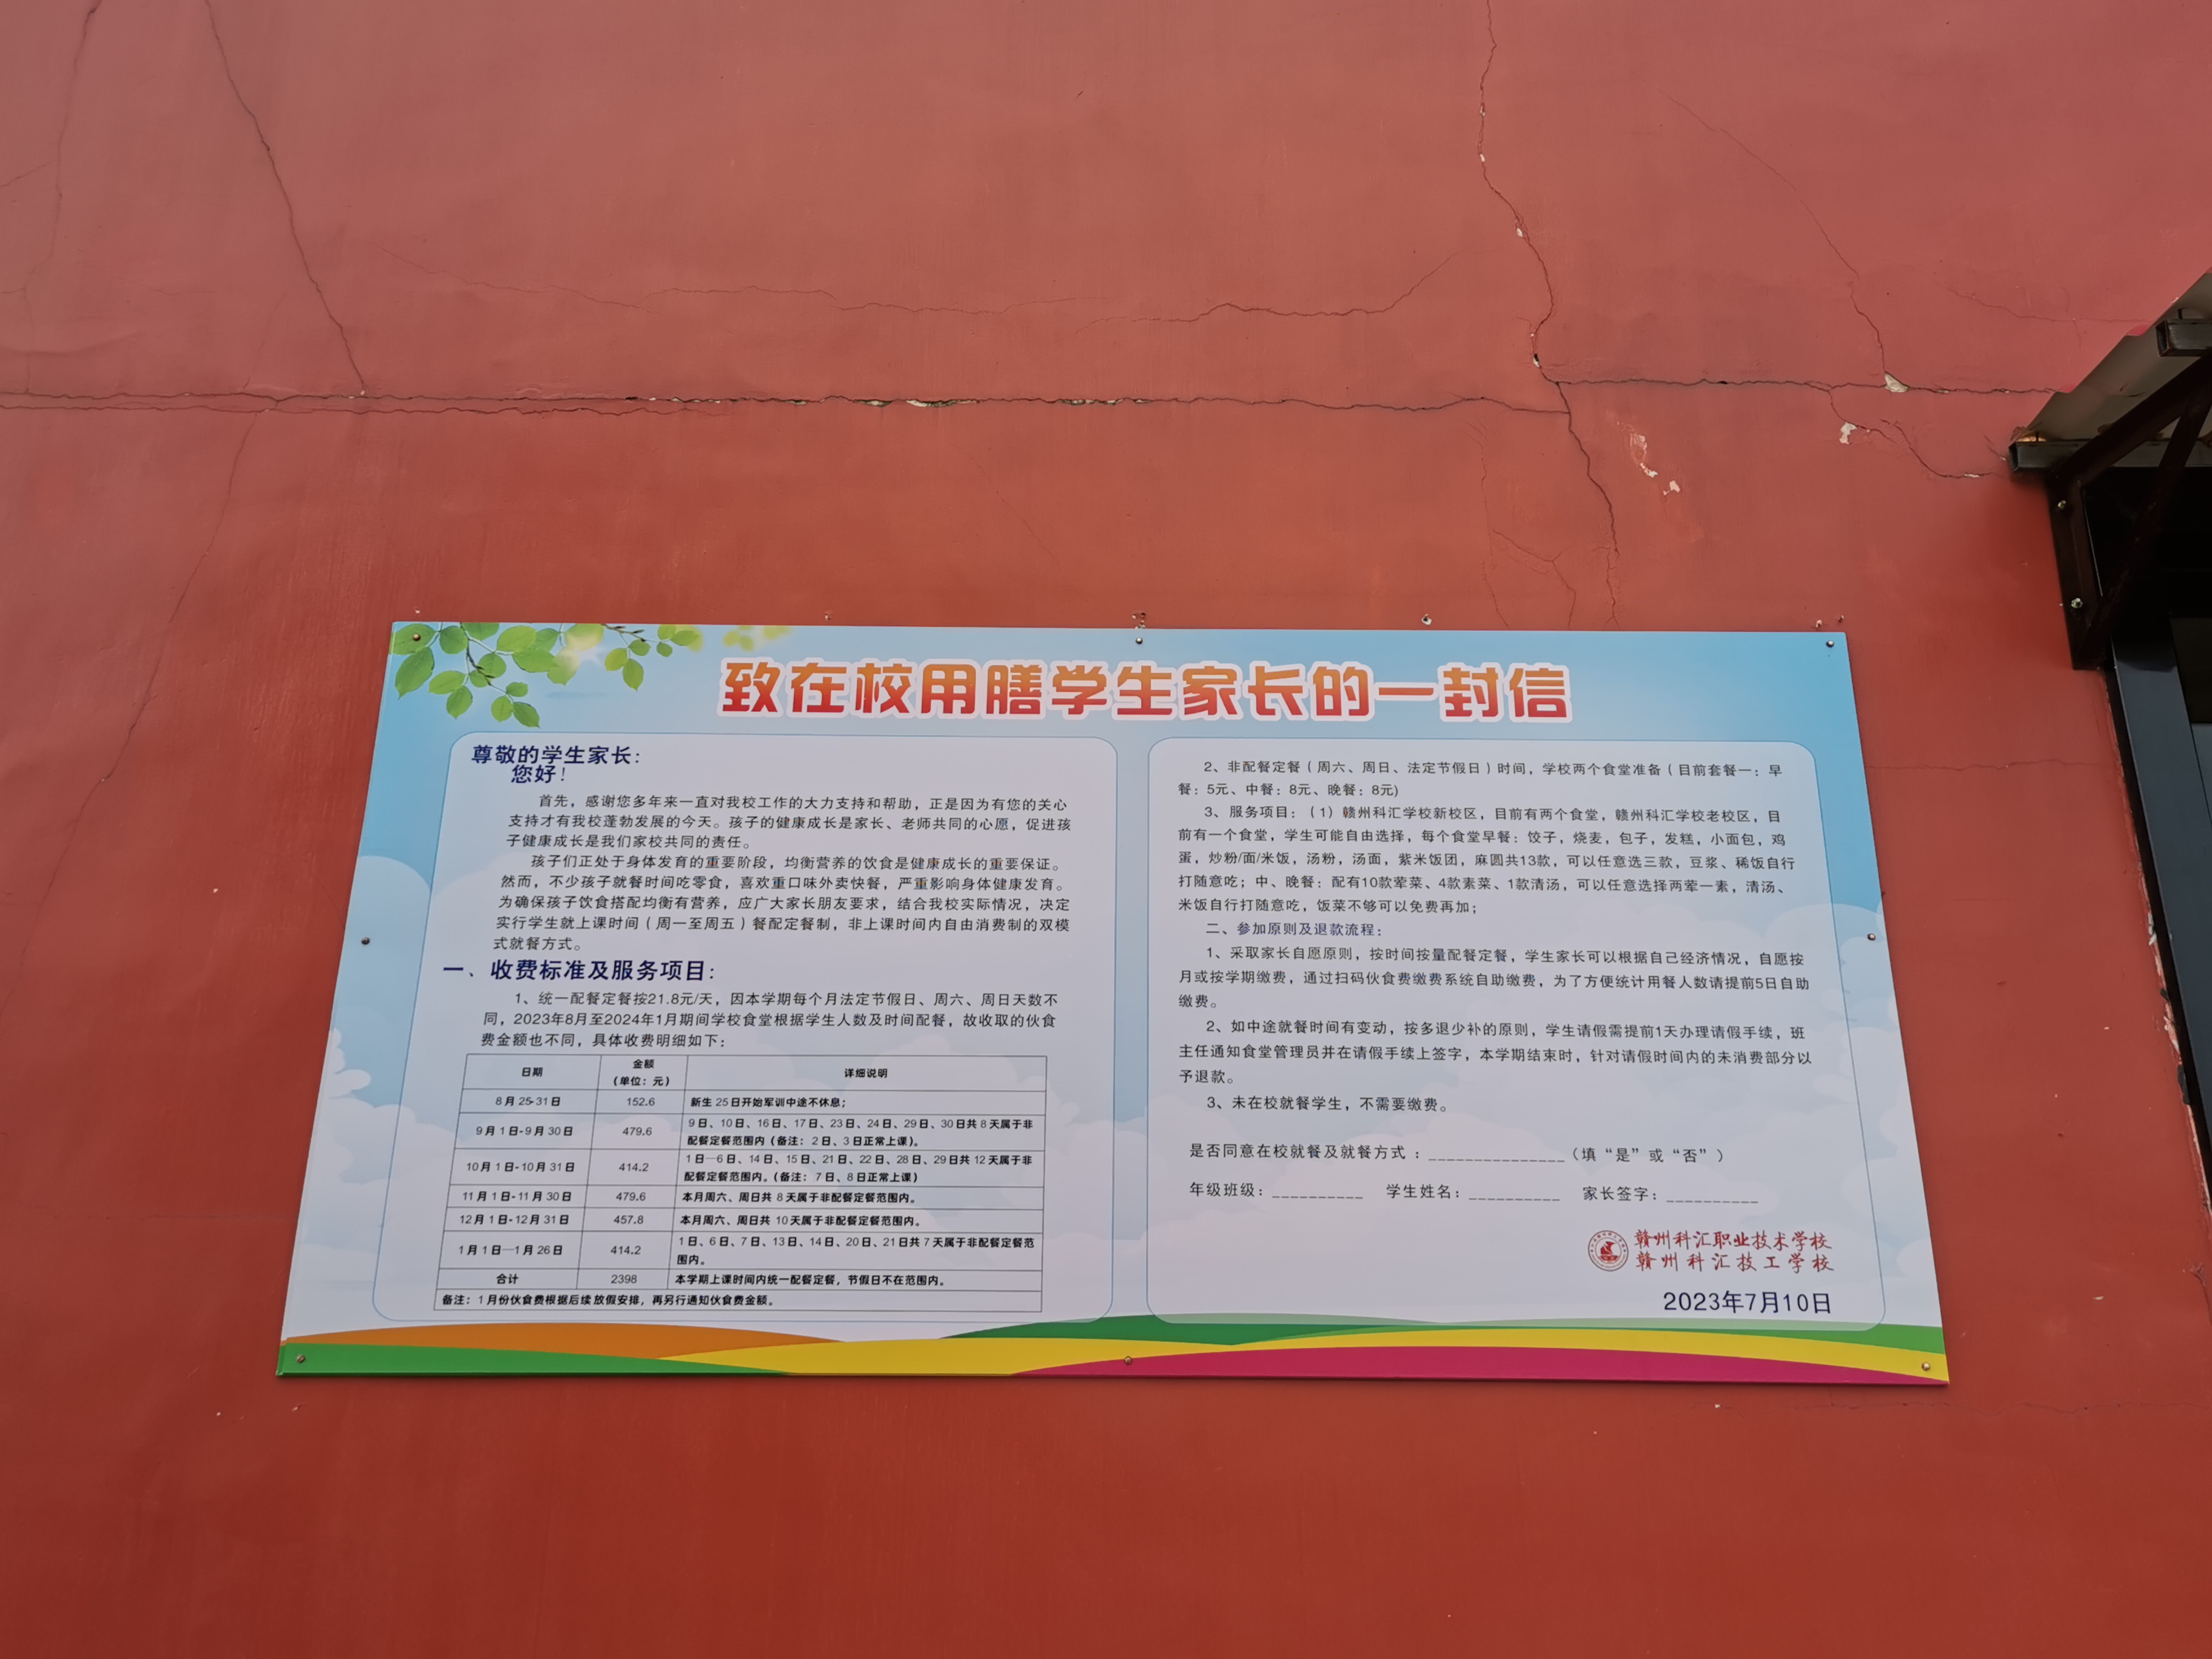 致在校用膳学生家长的一封信
尊敬的学生家长：
您好！
首先，感谢您多年来一直对我校工作的大力支持和帮助，正是因为有您的关心
支持才有我校蓬勃发展的今天。孩子的健康成长是家长、老师共同的心愿，促进孩
子健康成长是我们家校共同的责任。
孩子们正处于身体发育的重要阶段，均衡营养的饮食是健康成长的重要保证。
然而，不少孩子就餐时间吃零食，喜欢重口味外卖快餐，严重影响身体健康发育。
为确保孩子饮食搭配均衡有营养，应广大家长朋友要求，结合我校实际情况，决定
实行学生就上课时间（周一至周五）餐配定餐制，非上课时间内自由消费制的双模
式就餐方式。
一、收费标准及服务项目：
1、统一配餐定餐按21.8元/天，因本学期每个月法定节假日、周六、周日天数不
同，2023年8月至2024年1月期间学校食堂根据学生人数及时间配餐，故收取的伙食
费金额也不同，具体收费明细如下：
日期 金额（单位：元） 详细说明
8月25-31日 152.6 新生25日开始军训中途不休息；
9月1日-9月30日 479.6 9日、10日、16日、17日、23日、24日、29日、30日共8天属于非
配餐定餐范围内（备注：2日、3日正常上课）。
10月1日-10月31日 414.2 1日—6日、14日、15日、21日、22日、28日、29日共12天属于非
配餐定餐范围内。（备注：7日、8日正常上课）
11月1日-11月30日 479.6 本月周六、周日共8天属于非配餐定餐范围内。
12月1日-12月31日 457.8 本月周六、周日共10天属于非配餐定餐范围内。
1月1日—1月26日 414.2 1日、6日、7日、13日、14日、20日、21日共7天属于非配餐定餐范
围内。
合计 2398 本学期上课时间内统一配餐定餐，节假日不在范围内。
备注：1月份伙食费根据后续放假安排，再另行通知伙食费金额。
2、非配餐定餐（周六、周日、法定节假日）时间，学校两个食堂准备（目前套餐一：早
餐：5元、中餐：8元、晚餐：8元)
3、服务项目：（1）赣州科汇学校新校区，目前有两个食堂，赣州科汇学校老校区，目
前有一个食堂，学生可能自由选择，每个食堂早餐：饺子，烧麦，包子，发糕，小面包，鸡
蛋，炒粉/面/米饭，汤粉，汤面，紫米饭团，麻圆共13款，可以任意选三款，豆浆、稀饭自行
打随意吃；中、晚餐：配有10款荤菜、4款素菜、1款清汤，可以任意选择两荤一素，清汤、
米饭自行打随意吃，饭菜不够可以免费再加；
二、参加原则及退款流程：
1、采取家长自愿原则，按时间按量配餐定餐，学生家长可以根据自己经济情况，自愿按
月或按学期缴费，通过扫码伙食费缴费系统自助缴费，为了方便统计用餐人数请提前5日自助
缴费。
2、如中途就餐时间有变动，按多退少补的原则，学生请假需提前1天办理请假手续，班
主任通知食堂管理员并在请假手续上签字，本学期结束时，针对请假时间内的未消费部分以
予退款。
3、未在校就餐学生，不需要缴费。
是否同意在校就餐及就餐方式：_______________（填“是”或“否”）
年级班级：__________ 学生姓名：__________ 家长签字：__________
赣州科汇职业技术学校
赣州科汇技工学校
2023年7月10日